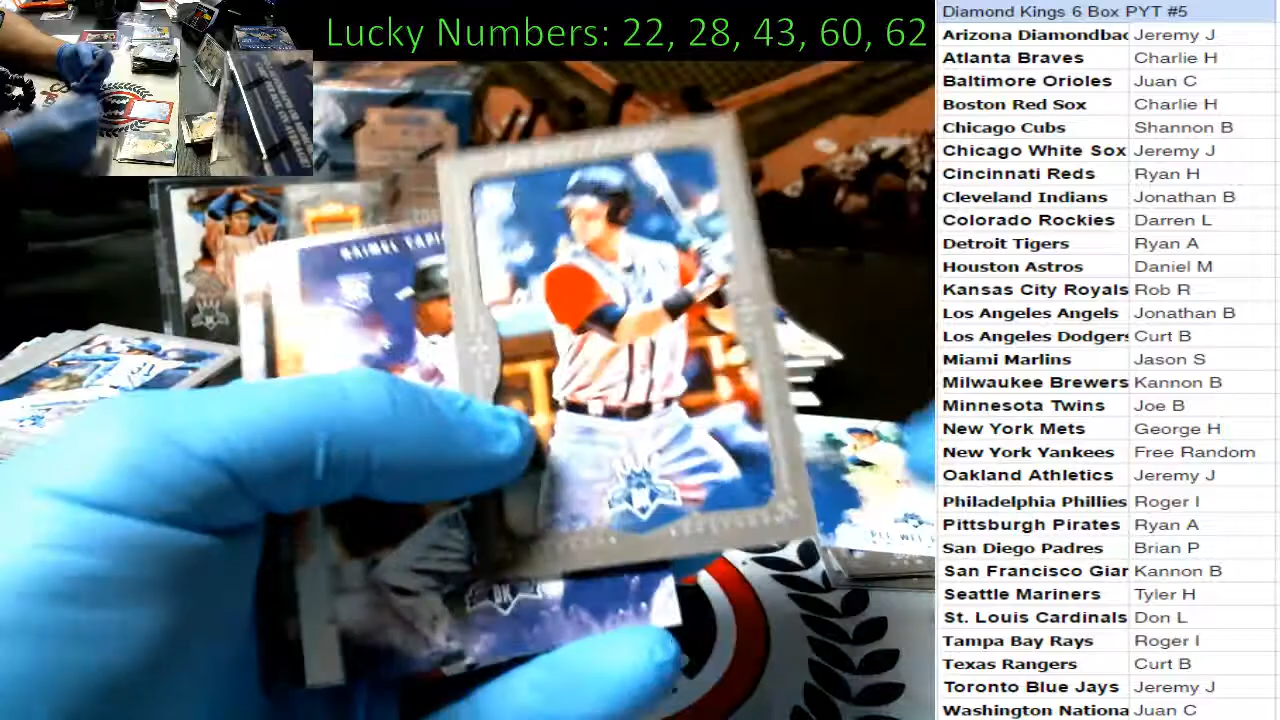 Lucky Numbers: 22, 28, 43, 60, 62
Diamond Kings 6 Box PYT #5
Arizona Diamondbac Jeremy J
Atlanta Braves Charlie H
Baltimore Orioles Juan C
Boston Red Sox Charlie H
Chicago Cubs Shannon B
Chicago White Sox Jeremy J
Cincinnati Reds Ryan H
Cleveland Indians Jonathan B
Colorado Rockies Darren L
Detroit Tigers Ryan A
Houston Astros Daniel M
Kansas City Royals Rob R
Los Angeles Angels Jonathan B
Los Angeles Dodgers Curt B
Miami Marlins Jason S
Milwaukee Brewers Kannon B
Minnesota Twins Joe B
New York Mets George H
New York Yankees Free Random
Oakland Athletics Jeremy J
Philadelphia Phillies Roger I
Pittsburgh Pirates Ryan A
San Diego Padres Brian P
San Francisco Gian Kannon B
Seattle Mariners Tyler H
St. Louis Cardinals Don L
Tampa Bay Rays Roger I
Texas Rangers Curt B
Toronto Blue Jays Jeremy J
Washington Nationa Juan C
RAIMEL TAPI
DK
PEE WEE